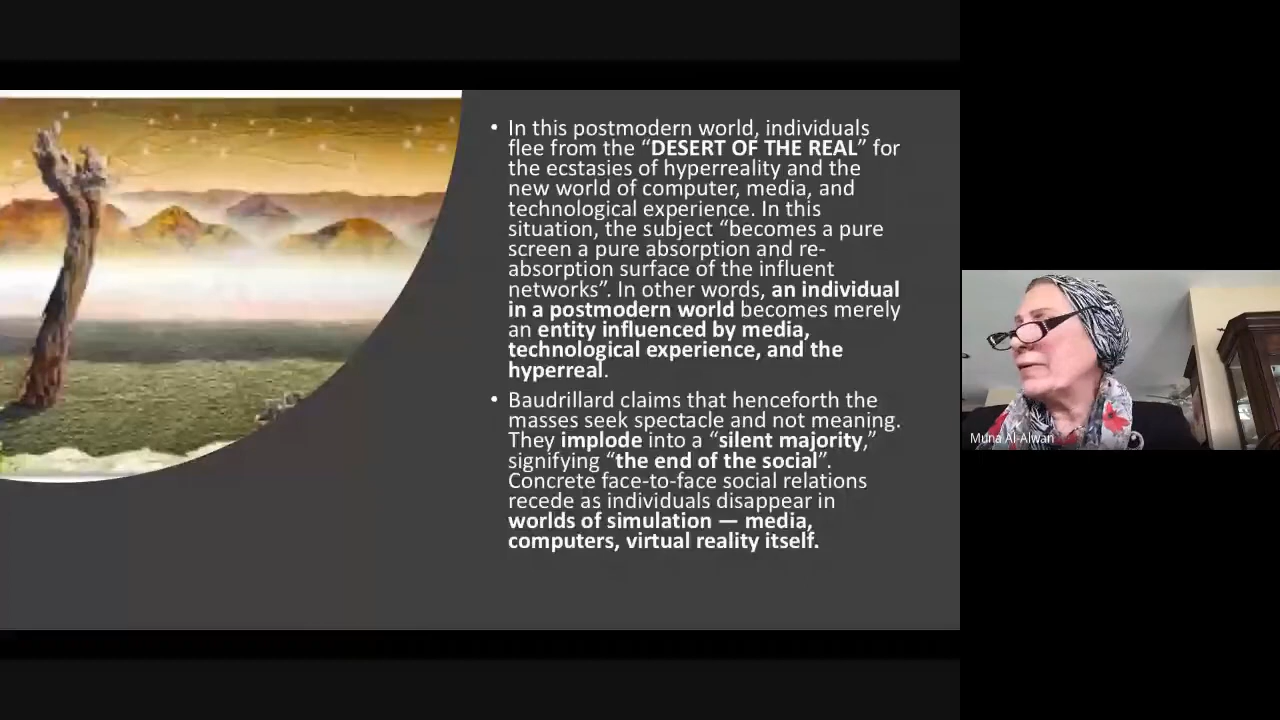 • In this postmodern world, individuals
flee from the “DESERT OF THE REAL” for
the ecstasies of hyperreality and the
new world of computer, media, and
technological experience. In this
situation, the subject “becomes a pure
screen a pure absorption and re-
absorption surface of the influent
networks”. In other words, an individual
in a postmodern world becomes merely
an entity influenced by media,
technological experience, and the
hyperreal.
• Baudrillard claims that henceforth the
masses seek spectacle and not meaning.
They implode into a “silent majority,”
signifying “the end of the social”.
Concrete face-to-face social relations
recede as individuals disappear in
worlds of simulation — media,
computers, virtual reality itself.
Muna Al-Alwan